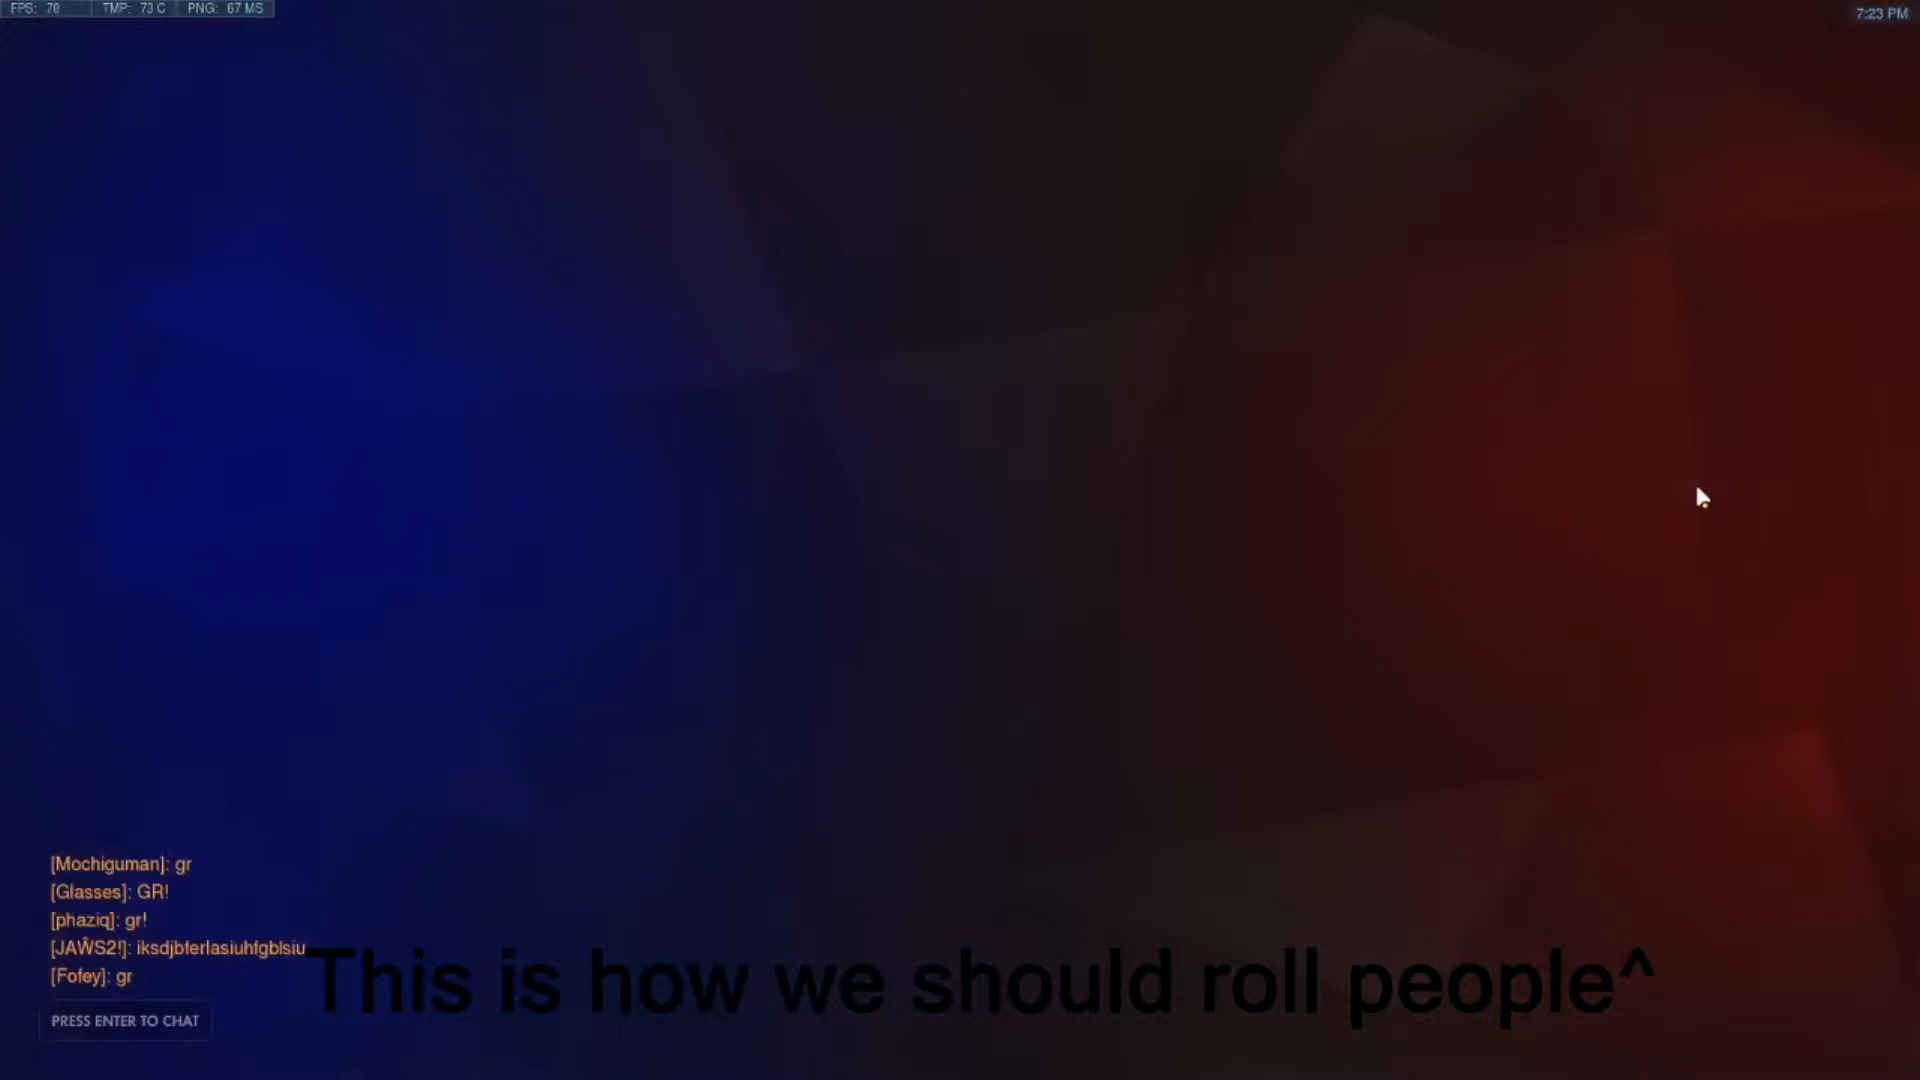 FPS: 70 TMP: 73 C PNG: 67 MS
7:23 PM
[Mochiguman]: gr
[Glasses]: GR!
[phaziq]: gr!
[JAŴS2!]: iksdjbferlasiuhfgblsiu
[Fofey]: gr
This is how we should roll people^
PRESS ENTER TO CHAT